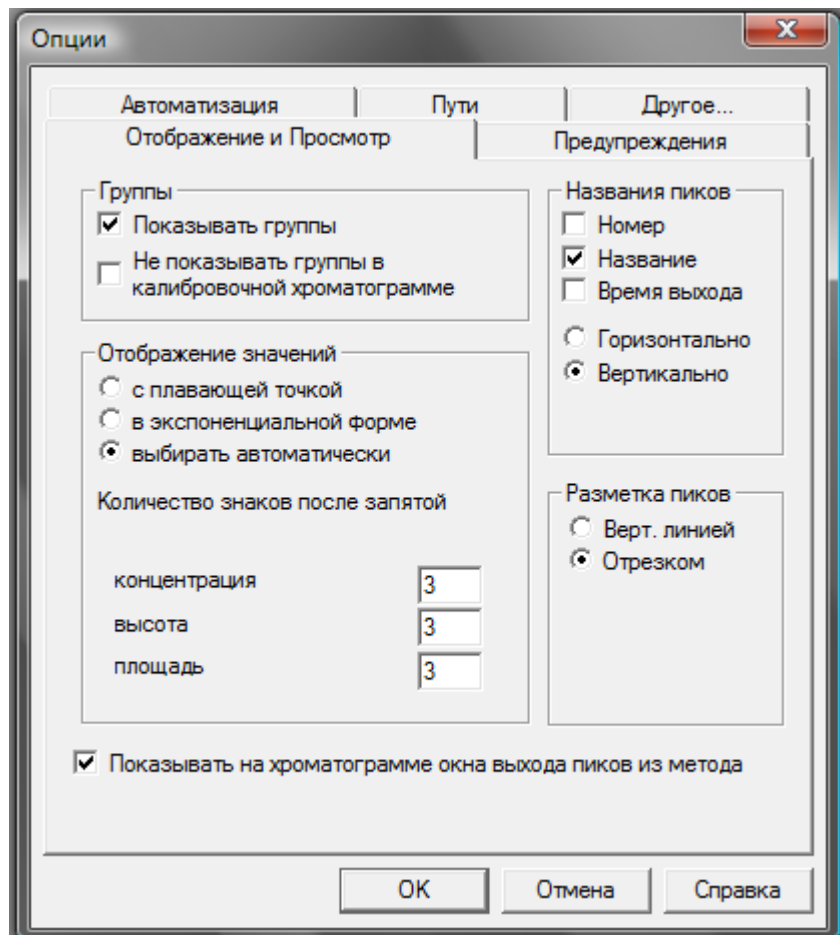 Опции
Автоматизация
Пути
Другое...
Отображение и Просмотр
Предупреждения
Группы
Показывать группы
Не показывать группы в
калибровочной хроматограмме
Отображение значений
с плавающей точкой
в экспоненциальной форме
выбирать автоматически
Количество знаков после запятой
концентрация 3
высота 3
площадь 3
Названия пиков
Номер
Название
Время выхода
Горизонтально
Вертикально
Разметка пиков
Верт. линией
Отрезком
Показывать на хроматограмме окна выхода пиков из метода
OK
Отмена
Справка